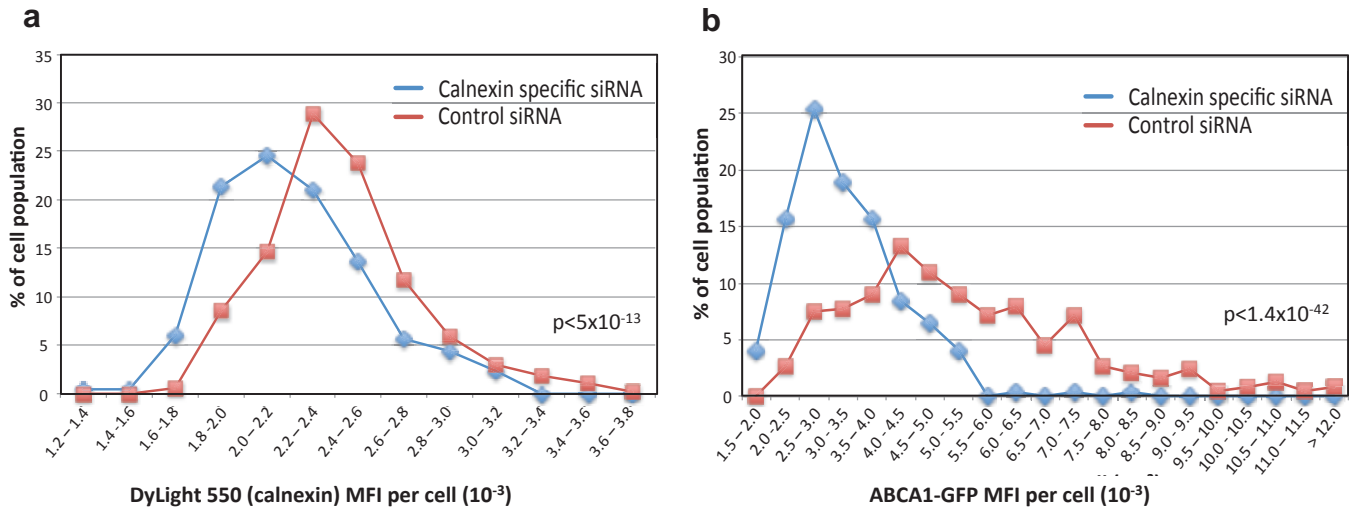 a
35
30
25
20
15
10
5
0
% of cell population
Calnexin specific siRNA
Control siRNA
p<5x10-13
1.2 – 1.4
1.4 – 1.6
1.6 – 1.8
1.8 – 2.0
2.0 – 2.2
2.2 – 2.4
2.4 – 2.6
2.6 – 2.8
2.8 – 3.0
3.0 – 3.2
3.2 – 3.4
3.4 – 3.6
3.6 – 3.8
DyLight 550 (calnexin) MFI per cell (10-3)
b
30
25
20
15
10
5
0
% of cell population
Calnexin specific siRNA
Control siRNA
p<1.4x10-42
1.5 – 2.0
2.0 – 2.5
2.5 – 3.0
3.0 – 3.5
3.5 – 4.0
4.0 – 4.5
4.5 – 5.0
5.0 – 5.5
5.5 – 6.0
6.0 – 6.5
6.5 – 7.0
7.0 – 7.5
7.5 – 8.0
8.0 – 8.5
8.5 – 9.0
9.0 – 9.5
9.5 – 10.0
10.0 - 10.5
10.5 – 11.0
11.0 – 11.5
> 12.0
ABCA1-GFP MFI per cell (10-3)